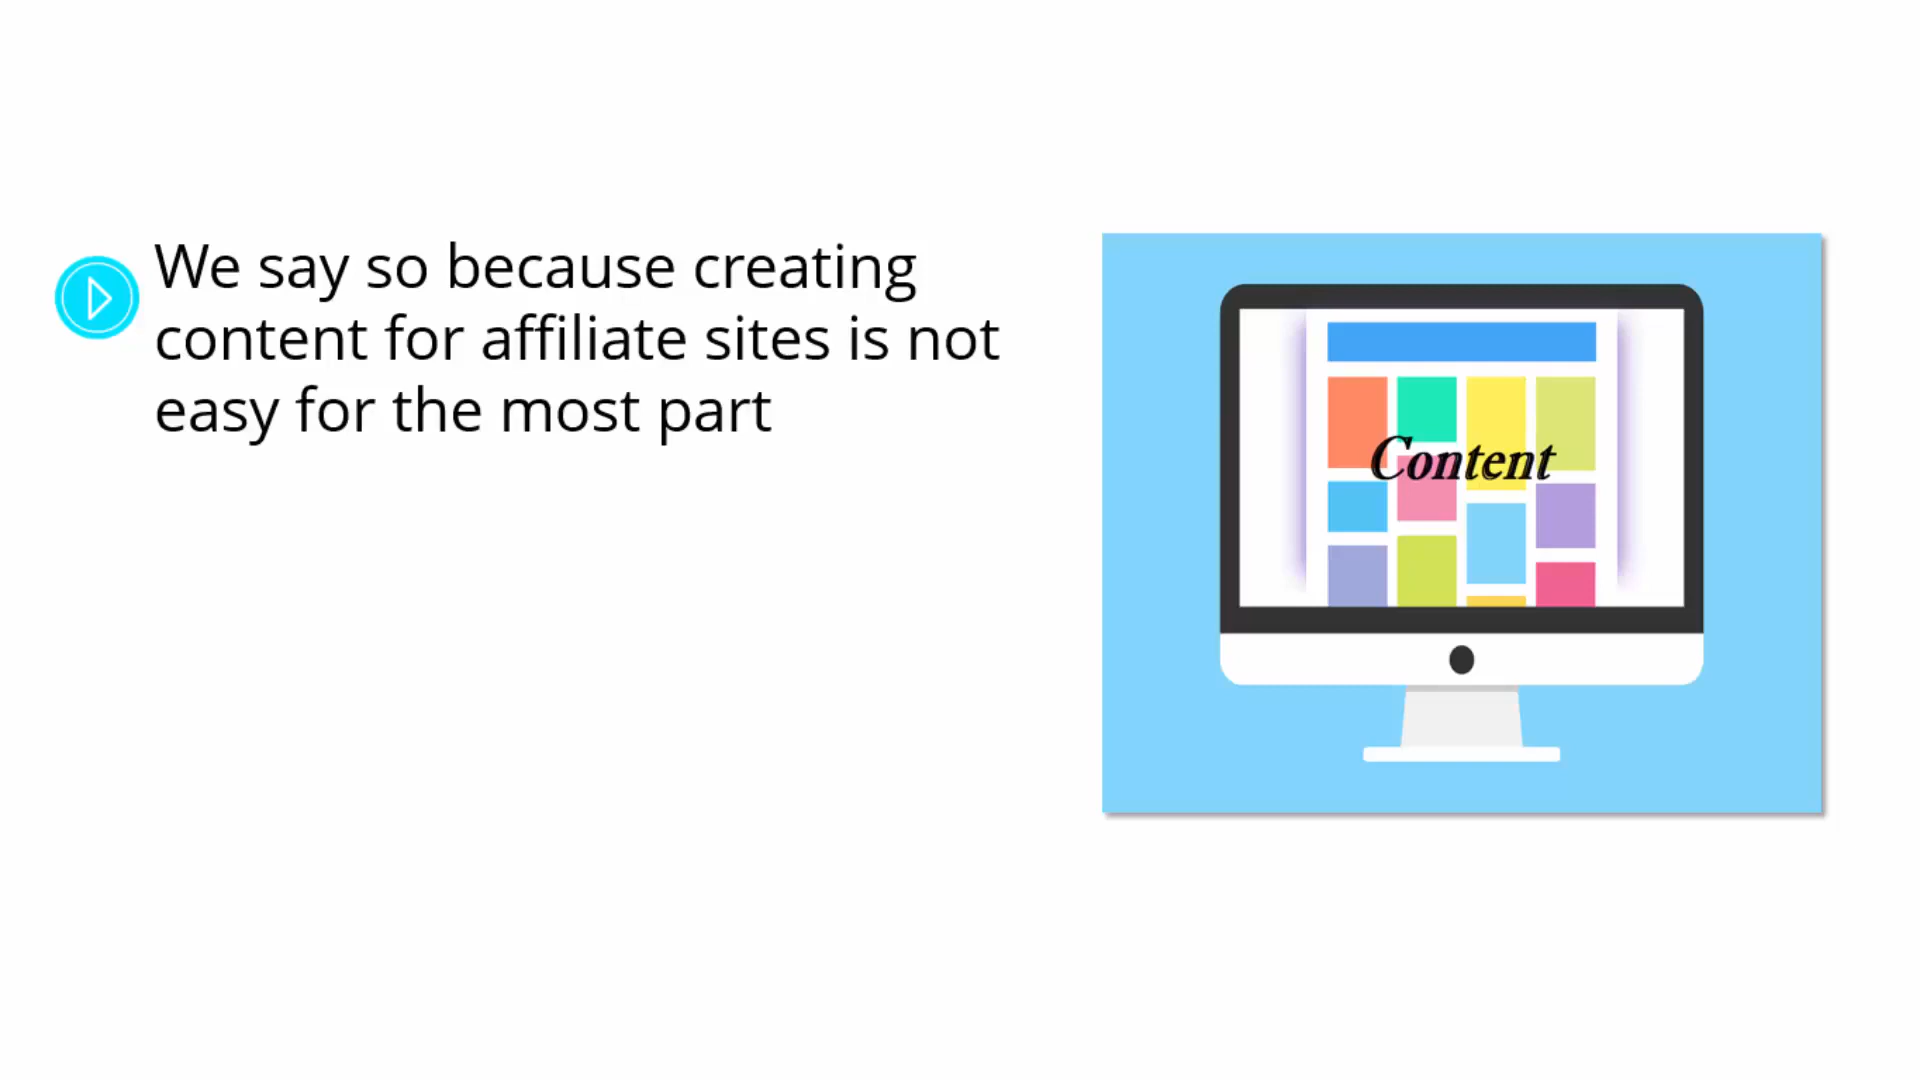 We say so because creating
content for affiliate sites is not
easy for the most part
Content